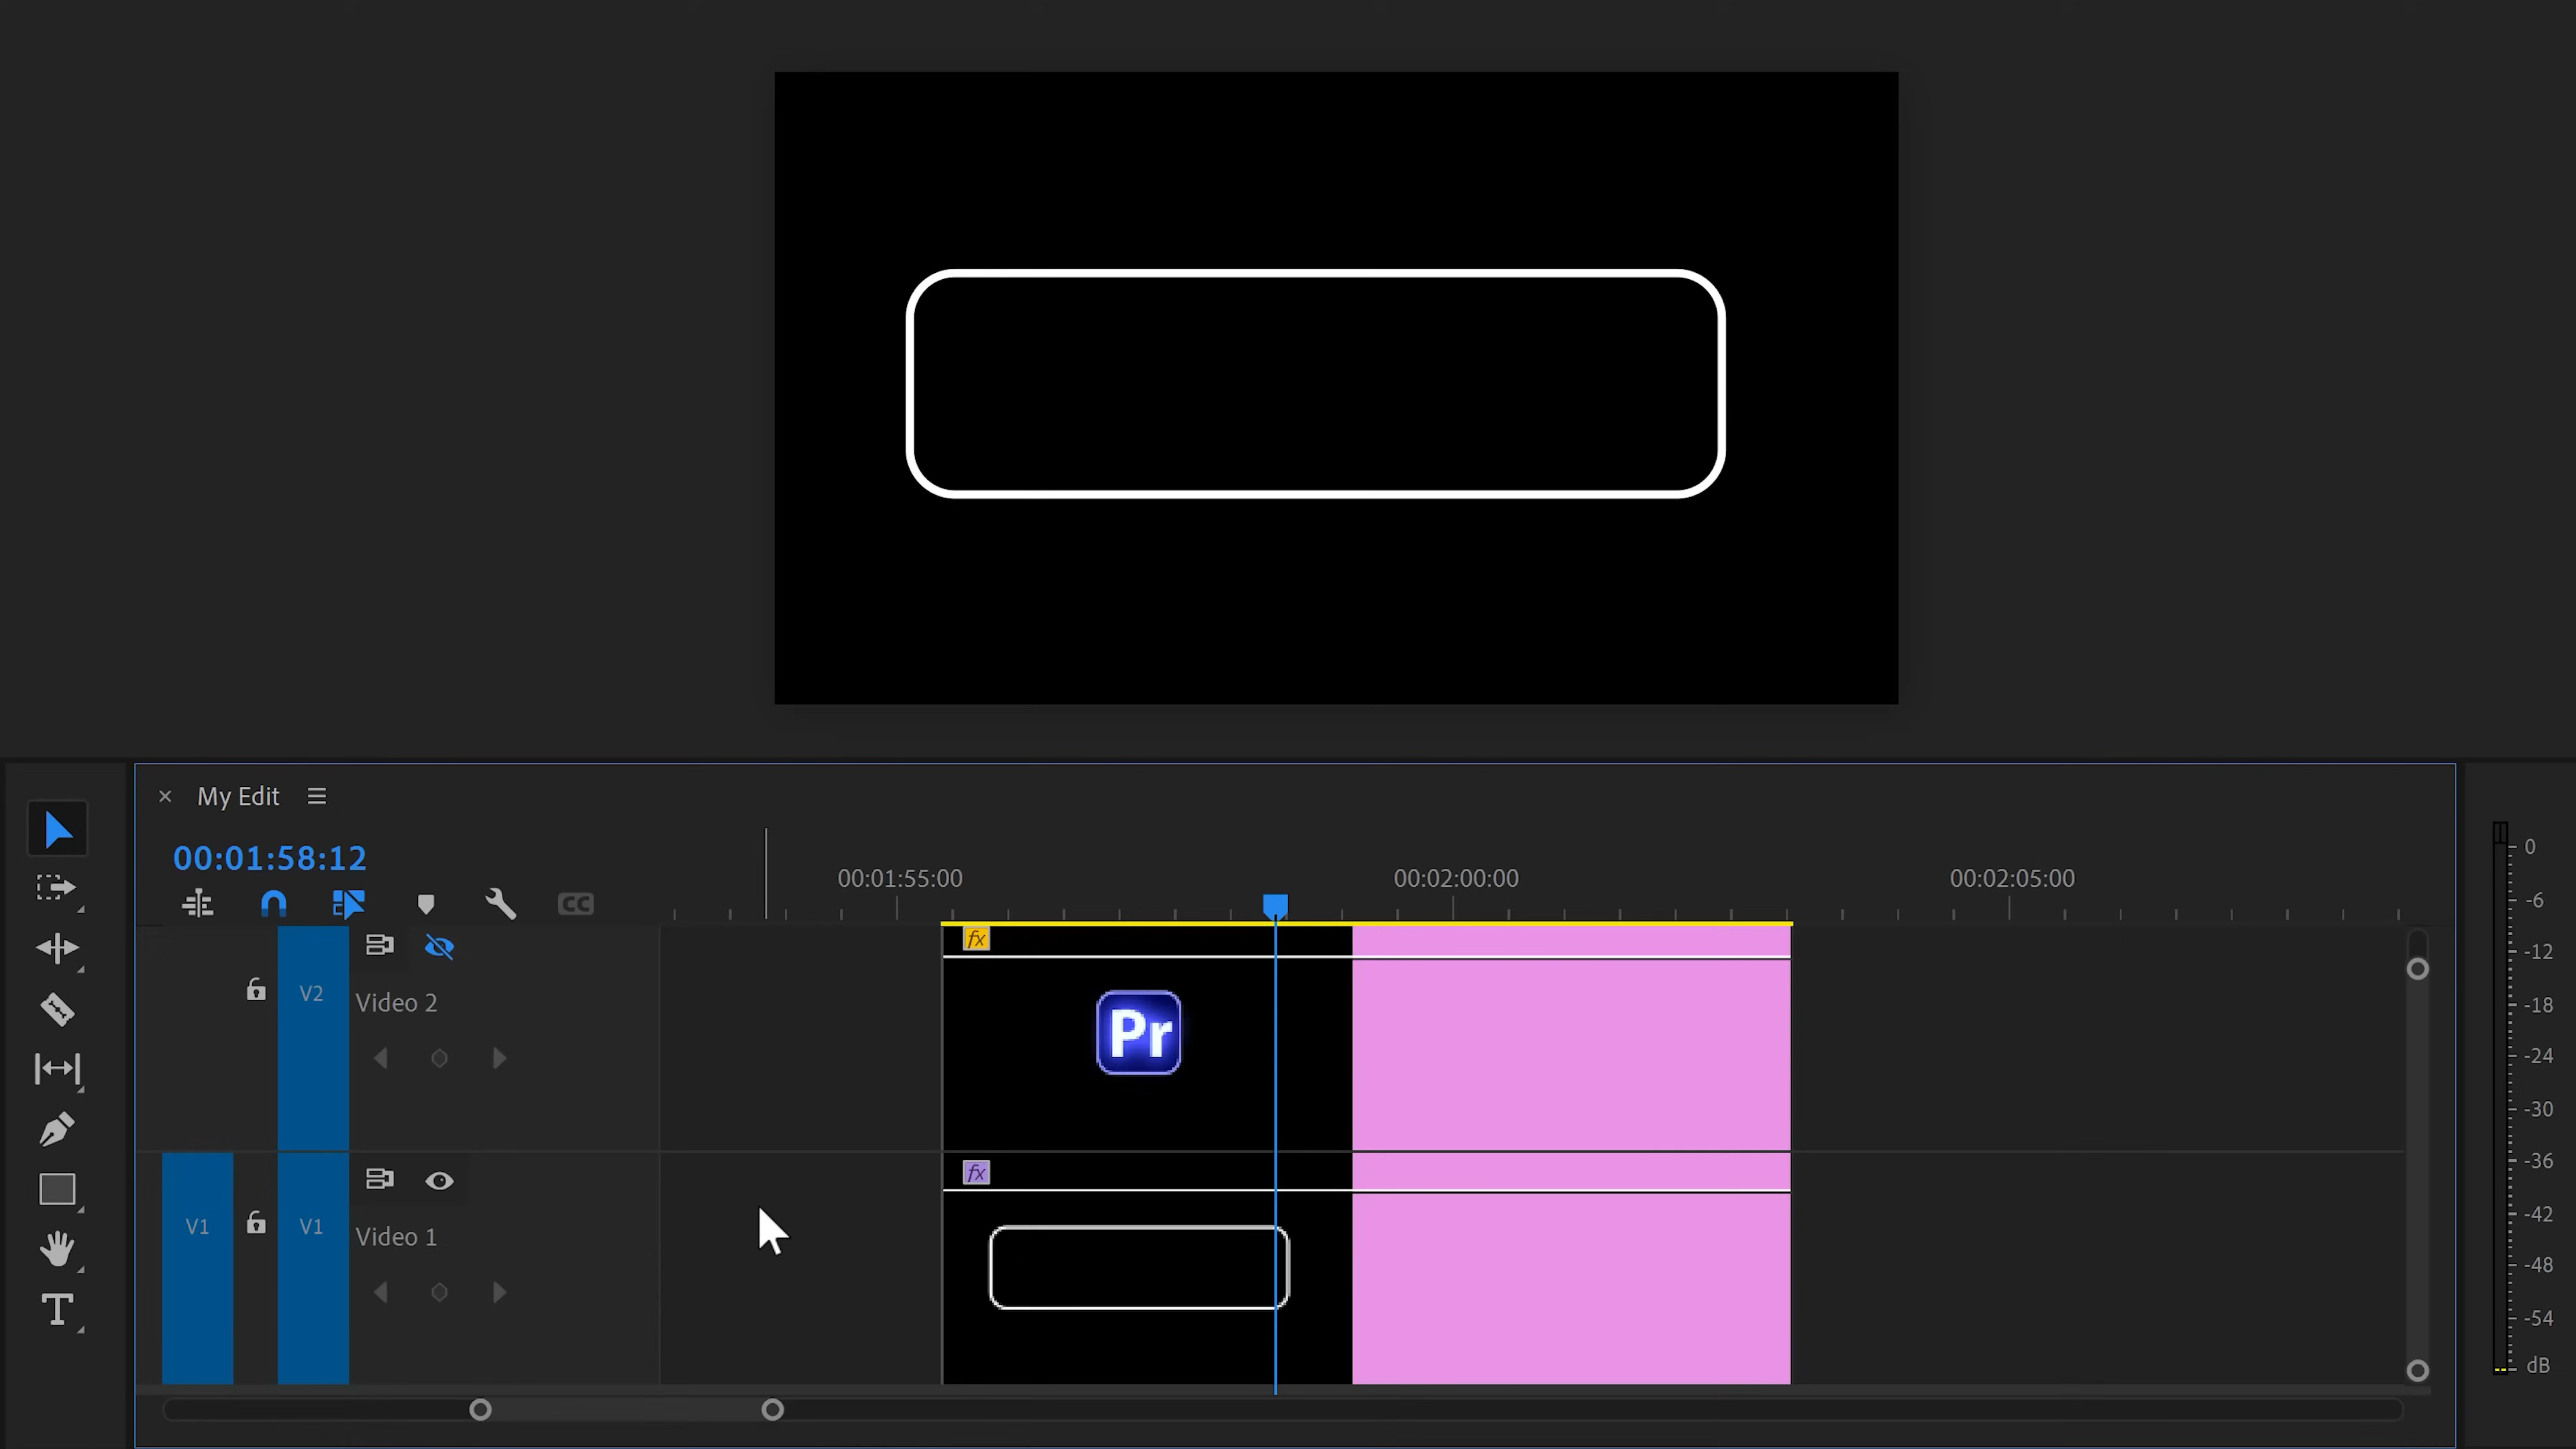 My Edit
00:01:58:12
00:01:55:00
00:02:00:00
00:02:05:00
CC
fx
V2
Video 2
Pr
fx
V1
V1
Video 1
T
0
-6
-12
-18
-24
-30
-36
-42
-48
-54
dB